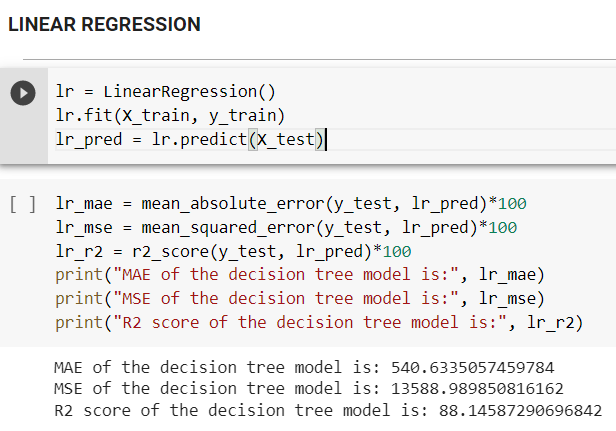 LINEAR REGRESSION
lr = LinearRegression()
lr.fit(X_train, y_train)
lr_pred = lr.predict(X_test)
[ ] lr_mae = mean_absolute_error(y_test, lr_pred)*100
lr_mse = mean_squared_error(y_test, lr_pred)*100
lr_r2 = r2_score(y_test, lr_pred)*100
print("MAE of the decision tree model is:", lr_mae)
print("MSE of the decision tree model is:", lr_mse)
print("R2 score of the decision tree model is:", lr_r2)
MAE of the decision tree model is: 540.6335057459784
MSE of the decision tree model is: 13588.989850816162
R2 score of the decision tree model is: 88.14587290696842